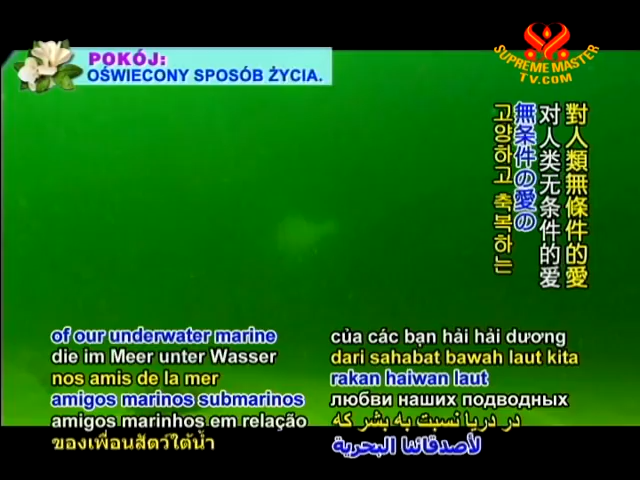 POKÓJ:
OŚWIECONY SPOSÓB ŻYCIA.
SUPREME MASTER
TV.COM
對人類無條件的愛
对人类无条件的爱
無条件の愛の
고양하고 축복하는
of our underwater marine
die im Meer unter Wasser
nos amis de la mer
amigos marinos submarinos
amigos marinhos em relação
ของเพื่อนสัตว์ใต้น้ำ
của các bạn hải hải dương
dari sahabat bawah laut kita
rakan haiwan laut
любви наших подводных
در دریا نسبت به بشر که
لأصدقائنا البحرية